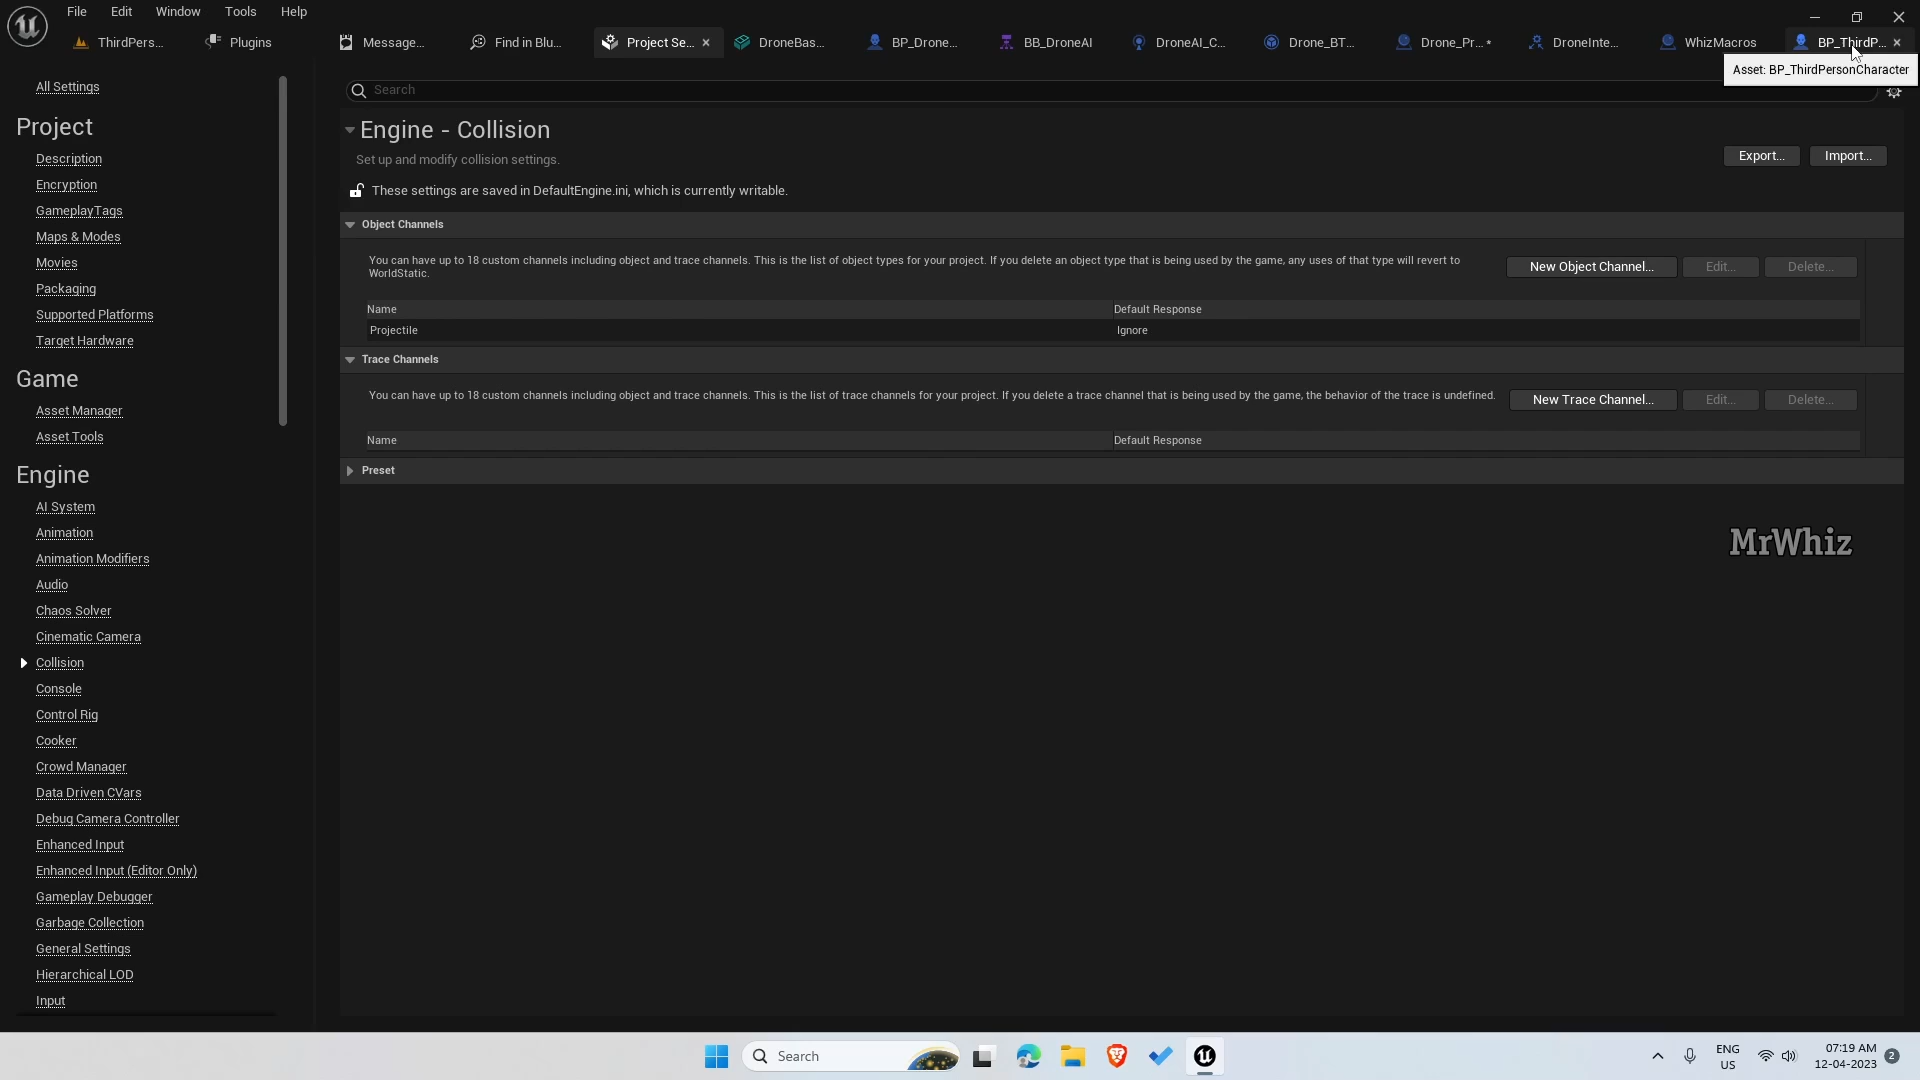 File Edit Window Tools Help
ThirdPers... Plugins Message... Find in Blu... Project Se... DroneBas... BP_Drone... BB_DroneAI DroneAI_C... Drone_BT... Drone_Pr...* DroneInte... WhizMacros BP_ThirdP...
Asset: BP_ThirdPersonCharacter
All Settings
Project
Description
Encryption
GameplayTags
Maps & Modes
Movies
Packaging
Supported Platforms
Target Hardware
Game
Asset Manager
Asset Tools
Engine
AI System
Animation
Animation Modifiers
Audio
Chaos Solver
Cinematic Camera
Collision
Console
Control Rig
Cooker
Crowd Manager
Data Driven CVars
Debug Camera Controller
Enhanced Input
Enhanced Input (Editor Only)
Gameplay Debugger
Garbage Collection
General Settings
Hierarchical LOD
Input
Search
Engine - Collision
Set up and modify collision settings.
Export... Import...
These settings are saved in DefaultEngine.ini, which is currently writable.
Object Channels
You can have up to 18 custom channels including object and trace channels. This is the list of object types for your project. If you delete an object type that is being used by the game, any uses of that type will revert to
WorldStatic.
New Object Channel... Edit... Delete...
Name Default Response
Projectile Ignore
Trace Channels
You can have up to 18 custom channels including object and trace channels. This is the list of trace channels for your project. If you delete a trace channel that is being used by the game, the behavior of the trace is undefined.
New Trace Channel... Edit... Delete...
Name Default Response
Preset
MrWhiz
Search
ENG
US
07:19 AM
12-04-2023
2